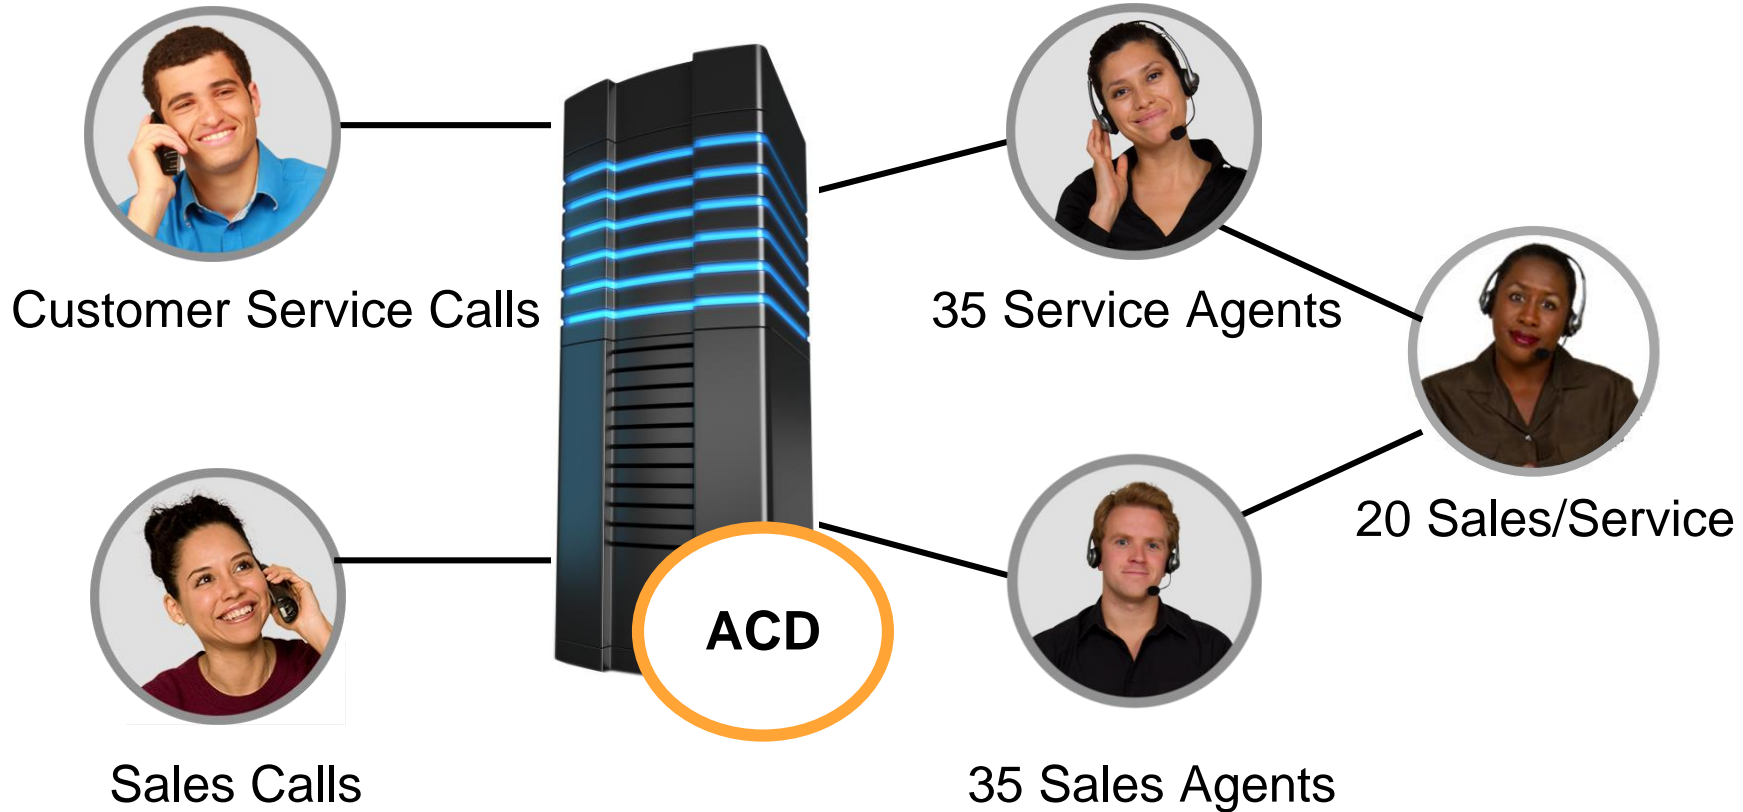 Customer Service Calls
35 Service Agents
20 Sales/Service
ACD
Sales Calls
35 Sales Agents